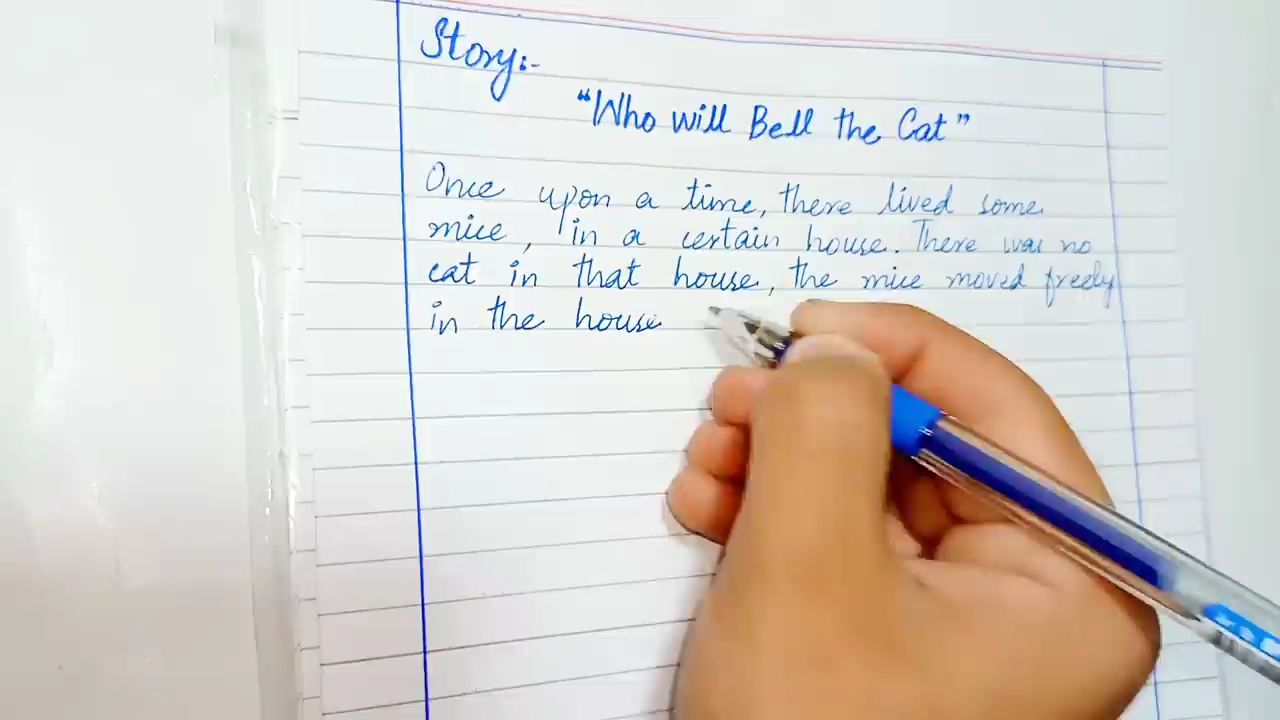 Story:-
"Who will Bell the Cat"
Once upon a time, there lived some
mice, in a certain house. There was no
cat in that house, the mice moved freely
in the house